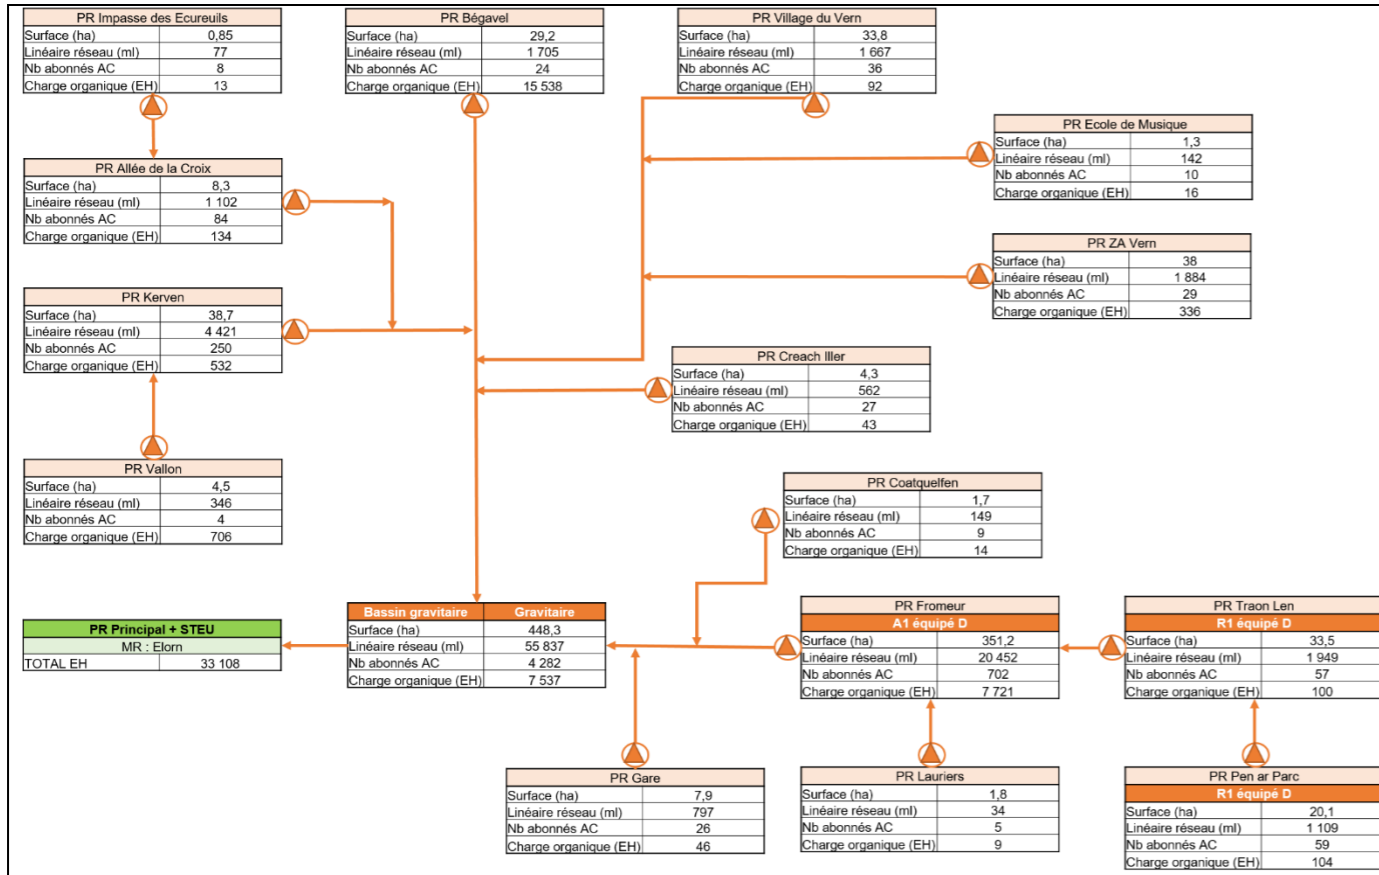 PR Impasse des Ecureuils
Surface (ha) 0,85
Linéaire réseau (ml) 77
Nb abonnés AC 8
Charge organique (EH) 13
PR Bégavel
Surface (ha) 29,2
Linéaire réseau (ml) 1 705
Nb abonnés AC 24
Charge organique (EH) 15 538
PR Village du Vern
Surface (ha) 33,8
Linéaire réseau (ml) 1 667
Nb abonnés AC 36
Charge organique (EH) 92
PR Ecole de Musique
Surface (ha) 1,3
Linéaire réseau (ml) 142
Nb abonnés AC 10
Charge organique (EH) 16
PR Allée de la Croix
Surface (ha) 8,3
Linéaire réseau (ml) 1 102
Nb abonnés AC 84
Charge organique (EH) 134
PR ZA Vern
Surface (ha) 38
Linéaire réseau (ml) 1 884
Nb abonnés AC 29
Charge organique (EH) 336
PR Kerven
Surface (ha) 38,7
Linéaire réseau (ml) 4 421
Nb abonnés AC 250
Charge organique (EH) 532
PR Creach Iller
Surface (ha) 4,3
Linéaire réseau (ml) 562
Nb abonnés AC 27
Charge organique (EH) 43
PR Vallon
Surface (ha) 4,5
Linéaire réseau (ml) 346
Nb abonnés AC 4
Charge organique (EH) 706
PR Coatquelfen
Surface (ha) 1,7
Linéaire réseau (ml) 149
Nb abonnés AC 9
Charge organique (EH) 14
PR Principal + STEU
MR : Elorn
TOTAL EH 33 108
Bassin gravitaire Gravitaire
Surface (ha) 448,3
Linéaire réseau (ml) 55 837
Nb abonnés AC 4 282
Charge organique (EH) 7 537
PR Fromeur
A1 équipé D
Surface (ha) 351,2
Linéaire réseau (ml) 20 452
Nb abonnés AC 702
Charge organique (EH) 7 721
PR Traon Len
R1 équipé D
Surface (ha) 33,5
Linéaire réseau (ml) 1 949
Nb abonnés AC 57
Charge organique (EH) 100
PR Gare
Surface (ha) 7,9
Linéaire réseau (ml) 797
Nb abonnés AC 26
Charge organique (EH) 46
PR Lauriers
Surface (ha) 1,8
Linéaire réseau (ml) 34
Nb abonnés AC 5
Charge organique (EH) 9
PR Pen ar Parc
R1 équipé D
Surface (ha) 20,1
Linéaire réseau (ml) 1 109
Nb abonnés AC 59
Charge organique (EH) 104